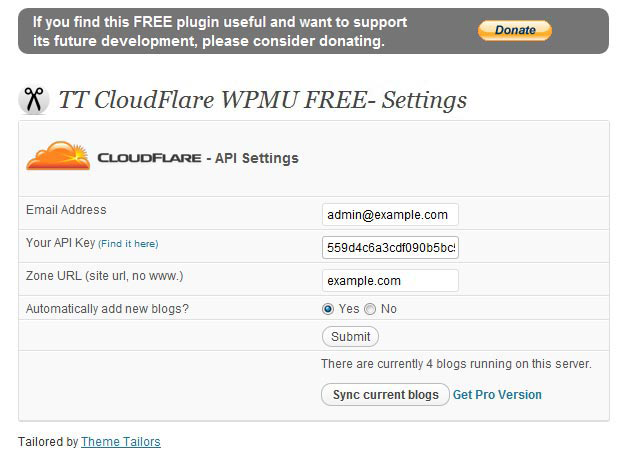 If you find this FREE plugin useful and want to support
its future development, please consider donating.
Donate
TT CloudFlare WPMU FREE- Settings
CLOUDFLARE - API Settings
Email Address
admin@example.com
Your API Key (Find it here)
559d4c6a3cdf090b5bc
Zone URL (site url, no www.)
example.com
Automatically add new blogs?
Yes No
Submit
There are currently 4 blogs running on this server.
Sync current blogs Get Pro Version
Tailored by Theme Tailors